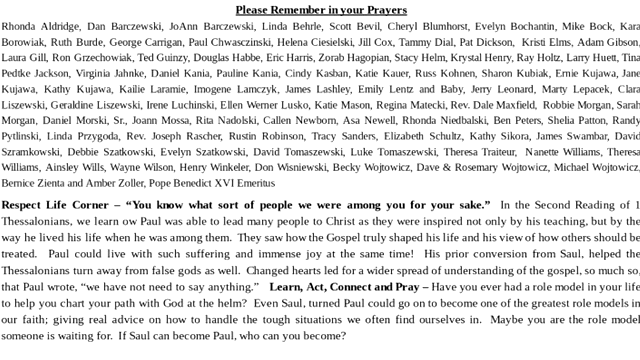 Please Remember in your Prayers
Rhonda Aldridge, Dan Barczewski, JoAnn Barczewski, Linda Behrle, Scott Bevil, Cheryl Blumhorst, Evelyn Bochantin, Mike Bock, Kara
Borowiak, Ruth Burde, George Carrigan, Paul Chwasczinski, Helena Ciesielski, Jill Cox, Tammy Dial, Pat Dickson, Kristi Elms, Adam Gibson,
Laura Gill, Ron Grzechowiak, Ted Guinzy, Douglas Habbe, Eric Harris, Zorab Hagopian, Stacy Helm, Krystal Henry, Ray Holtz, Larry Huett, Tina
Pedtke Jackson, Virginia Jahnke, Daniel Kania, Pauline Kania, Cindy Kasban, Katie Kauer, Russ Kohnen, Sharon Kubiak, Ernie Kujawa, Jane
Kujawa, Kathy Kujawa, Kailie Laramie, Imogene Lamczyk, James Lashley, Emily Lentz and Baby, Jerry Leonard, Marty Lepacek, Clara
Liszewski, Geraldine Liszewski, Irene Luchinski, Ellen Werner Lusko, Katie Mason, Regina Matecki, Rev. Dale Maxfield, Robbie Morgan, Sarah
Morgan, Daniel Morski, Sr., Joann Mossa, Rita Nadolski, Callen Newborn, Asa Newell, Rhonda Niedbalski, Ben Peters, Shelia Patton, Randy
Pytlinski, Linda Przygoda, Rev. Joseph Rascher, Rustin Robinson, Tracy Sanders, Elizabeth Schultz, Kathy Sikora, James Swambar, David
Szramkowski, Debbie Szatkowski, Evelyn Szatkowski, David Tomaszewski, Luke Tomaszewski, Theresa Traiteur, Nanette Williams, Theresa
Williams, Ainsley Wills, Wayne Wilson, Henry Winkeler, Don Wisniewski, Becky Wojtowicz, Dave & Rosemary Wojtowicz, Michael Wojtowicz,
Bernice Zienta and Amber Zoller, Pope Benedict XVI Emeritus
Respect Life Corner – “You know what sort of people we were among you for your sake.” In the Second Reading of 1
Thessalonians, we learn ow Paul was able to lead many people to Christ as they were inspired not only by his teaching, but by the
way he lived his life when he was among them. They saw how the Gospel truly shaped his life and his view of how others should be
treated. Paul could live with such suffering and immense joy at the same time! His prior conversion from Saul, helped the
Thessalonians turn away from false gods as well. Changed hearts led for a wider spread of understanding of the gospel, so much so,
that Paul wrote, “we have not need to say anything.” Learn, Act, Connect and Pray – Have you ever had a role model in your life
to help you chart your path with God at the helm? Even Saul, turned Paul could go on to become one of the greatest role models in
our faith; giving real advice on how to handle the tough situations we often find ourselves in. Maybe you are the role model
someone is waiting for. If Saul can become Paul, who can you become?